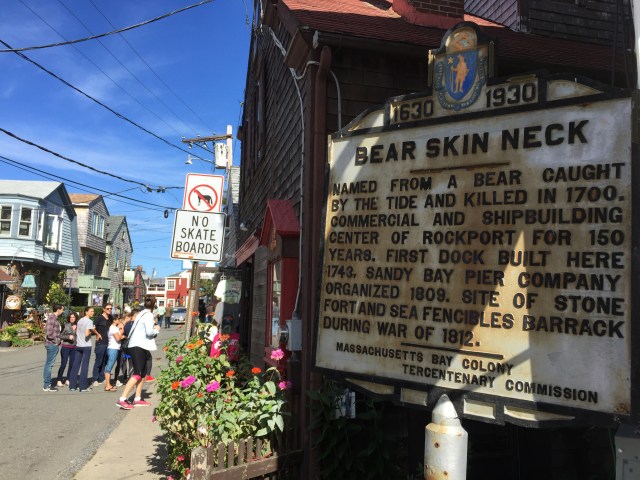 1630 1930
BEAR SKIN NECK
NAMED FROM A BEAR CAUGHT
BY THE TIDE AND KILLED IN 1700.
COMMERCIAL AND SHIPBUILDING
CENTER OF ROCKPORT FOR 150
YEARS. FIRST DOCK BUILT HERE
1743. SANDY BAY PIER COMPANY
ORGANIZED 1809. SITE OF STONE
FORT AND SEA FENCIBLES BARRACK
DURING WAR OF 1812.
MASSACHUSETTS BAY COLONY
TERCENTENARY COMMISSION
NO
SKATE
BOARDS